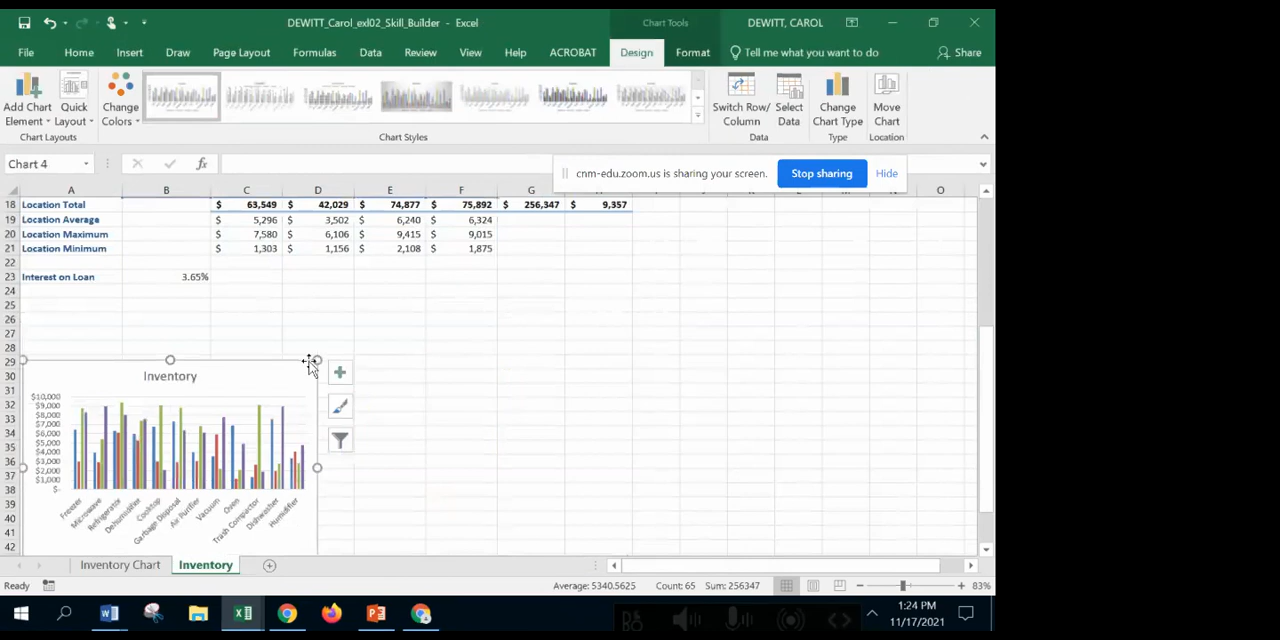 DEWITT_Carol_exl02_Skill_Builder - Excel
Chart Tools
DEWITT, CAROL
File Home Insert Draw Page Layout Formulas Data Review View Help ACROBAT Design Format Tell me what you want to do Share
Add Chart Element
Quick Layout
Change Colors
Switch Row/ Column
Select Data
Change Chart Type
Move Chart
Chart Layouts
Chart Styles
Data
Type
Location
Chart 4
fx
cnm-edu.zoom.us is sharing your screen. Stop sharing Hide
A B C D E F G O
18 Location Total $ 63,549 $ 42,029 $ 74,877 $ 75,892 $ 256,347 $ 9,357
19 Location Average $ 5,296 $ 3,502 $ 6,240 $ 6,324
20 Location Maximum $ 7,580 $ 6,106 $ 9,415 $ 9,015
21 Location Minimum $ 1,303 $ 1,156 $ 2,108 $ 1,875
22
23 Interest on Loan 3.65%
24
25
26
27
28
29
30
31
32
33
34
35
36
37
38
39
40
41
42
Inventory
$10,000
$9,000
$8,000
$7,000
$6,000
$5,000
$4,000
$3,000
$2,000
$1,000
$-
Freezer
Microwave
Refrigerator
Dehumidifier
Cooktop
Garbage Disposal
Air Purifier
Vacuum
Oven
Trash Compactor
Dishwasher
Humidifier
Inventory Chart Inventory
Ready Average: 5340.5625 Count: 65 Sum: 256347 83%
1:24 PM
11/17/2021